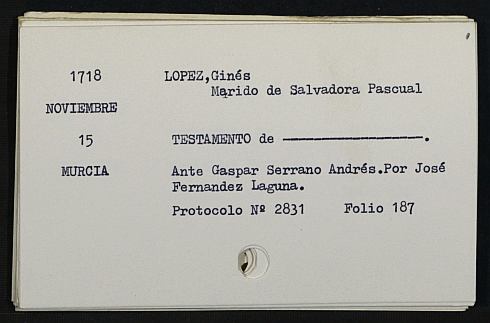 1718 LOPEZ,Ginés
Marido de Salvadora Pascual
NOVIEMBRE
15 TESTAMENTO de ————————.
MURCIA Ante Gaspar Serrano Andrés.Por José
Fernandez Laguna.
Protocolo Nº 2831 Folio 187